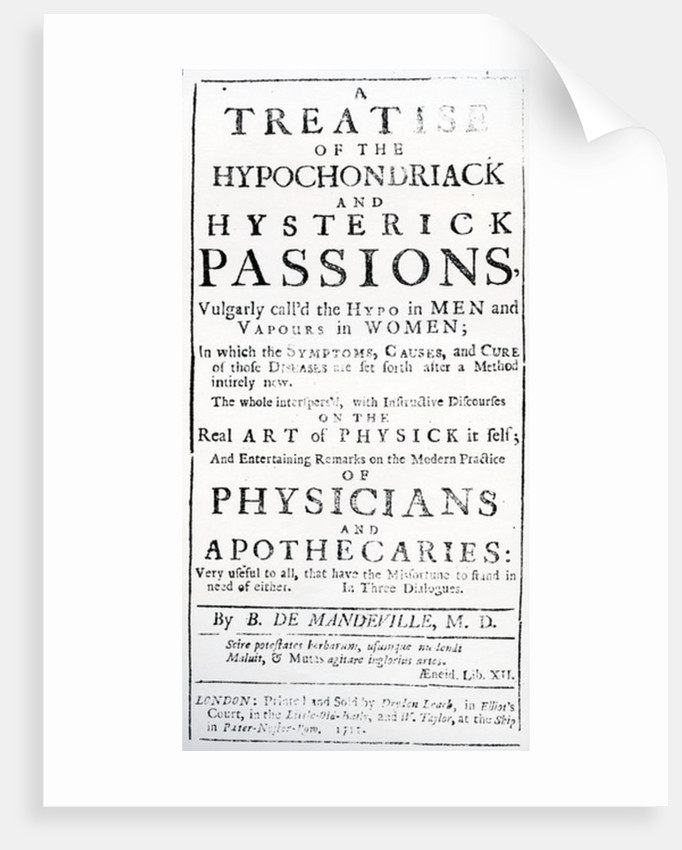 A
TREATISE
OF THE
HYPOCHONDRIACK
AND
HYSTERICK
PASSIONS,
Vulgarly call'd the HYPO in MEN and
VAPOURS in WOMEN;
In which the SYMPTOMS, CAUSES, and CURE
of those DISEASES are set forth after a Method
intirely new.
The whole interspers'd, with Instructive Discourses
ON THE
Real ART of PHYSICK it self;
And Entertaining Remarks on the Modern Practice
OF
PHYSICIANS
AND
APOTHECARIES:
Very useful to all, that have the Misfortune to stand in
need of either. In Three Dialogues.
By B. DE MANDEVILLE, M. D.
Scire potestates herbarum, usumque medendi
Maluit, & Mutas agitare inglorius artes.
Æneid. Lib. XII.
LONDON: Printed and Sold by Dryden Leach, in Elliot's
Court, in the Little-Old-Baily, and W. Taylor, at the Ship
in Pater-Noster-Row. 1711.